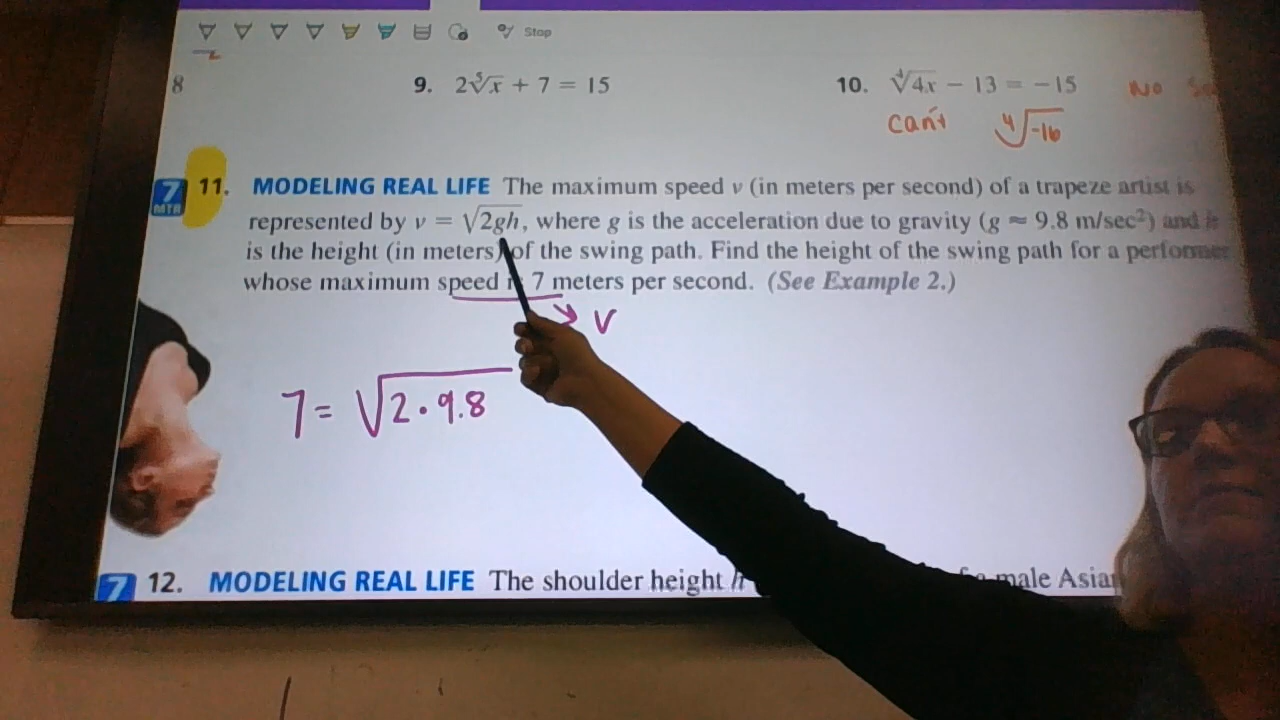 Stop
8
9. 2∛x + 7 = 15
10. ∜4x − 13 = −15
No
can't ∜-16
7 MTR 11. MODELING REAL LIFE The maximum speed v (in meters per second) of a trapeze artist is
represented by v = √2gh, where g is the acceleration due to gravity (g ≈ 9.8 m/sec²) and h
is the height (in meters) of the swing path. Find the height of the swing path for a performer
whose maximum speed 7 meters per second. (See Example 2.)
v
7 = √2·9.8
7 12. MODELING REAL LIFE The shoulder height h male Asian